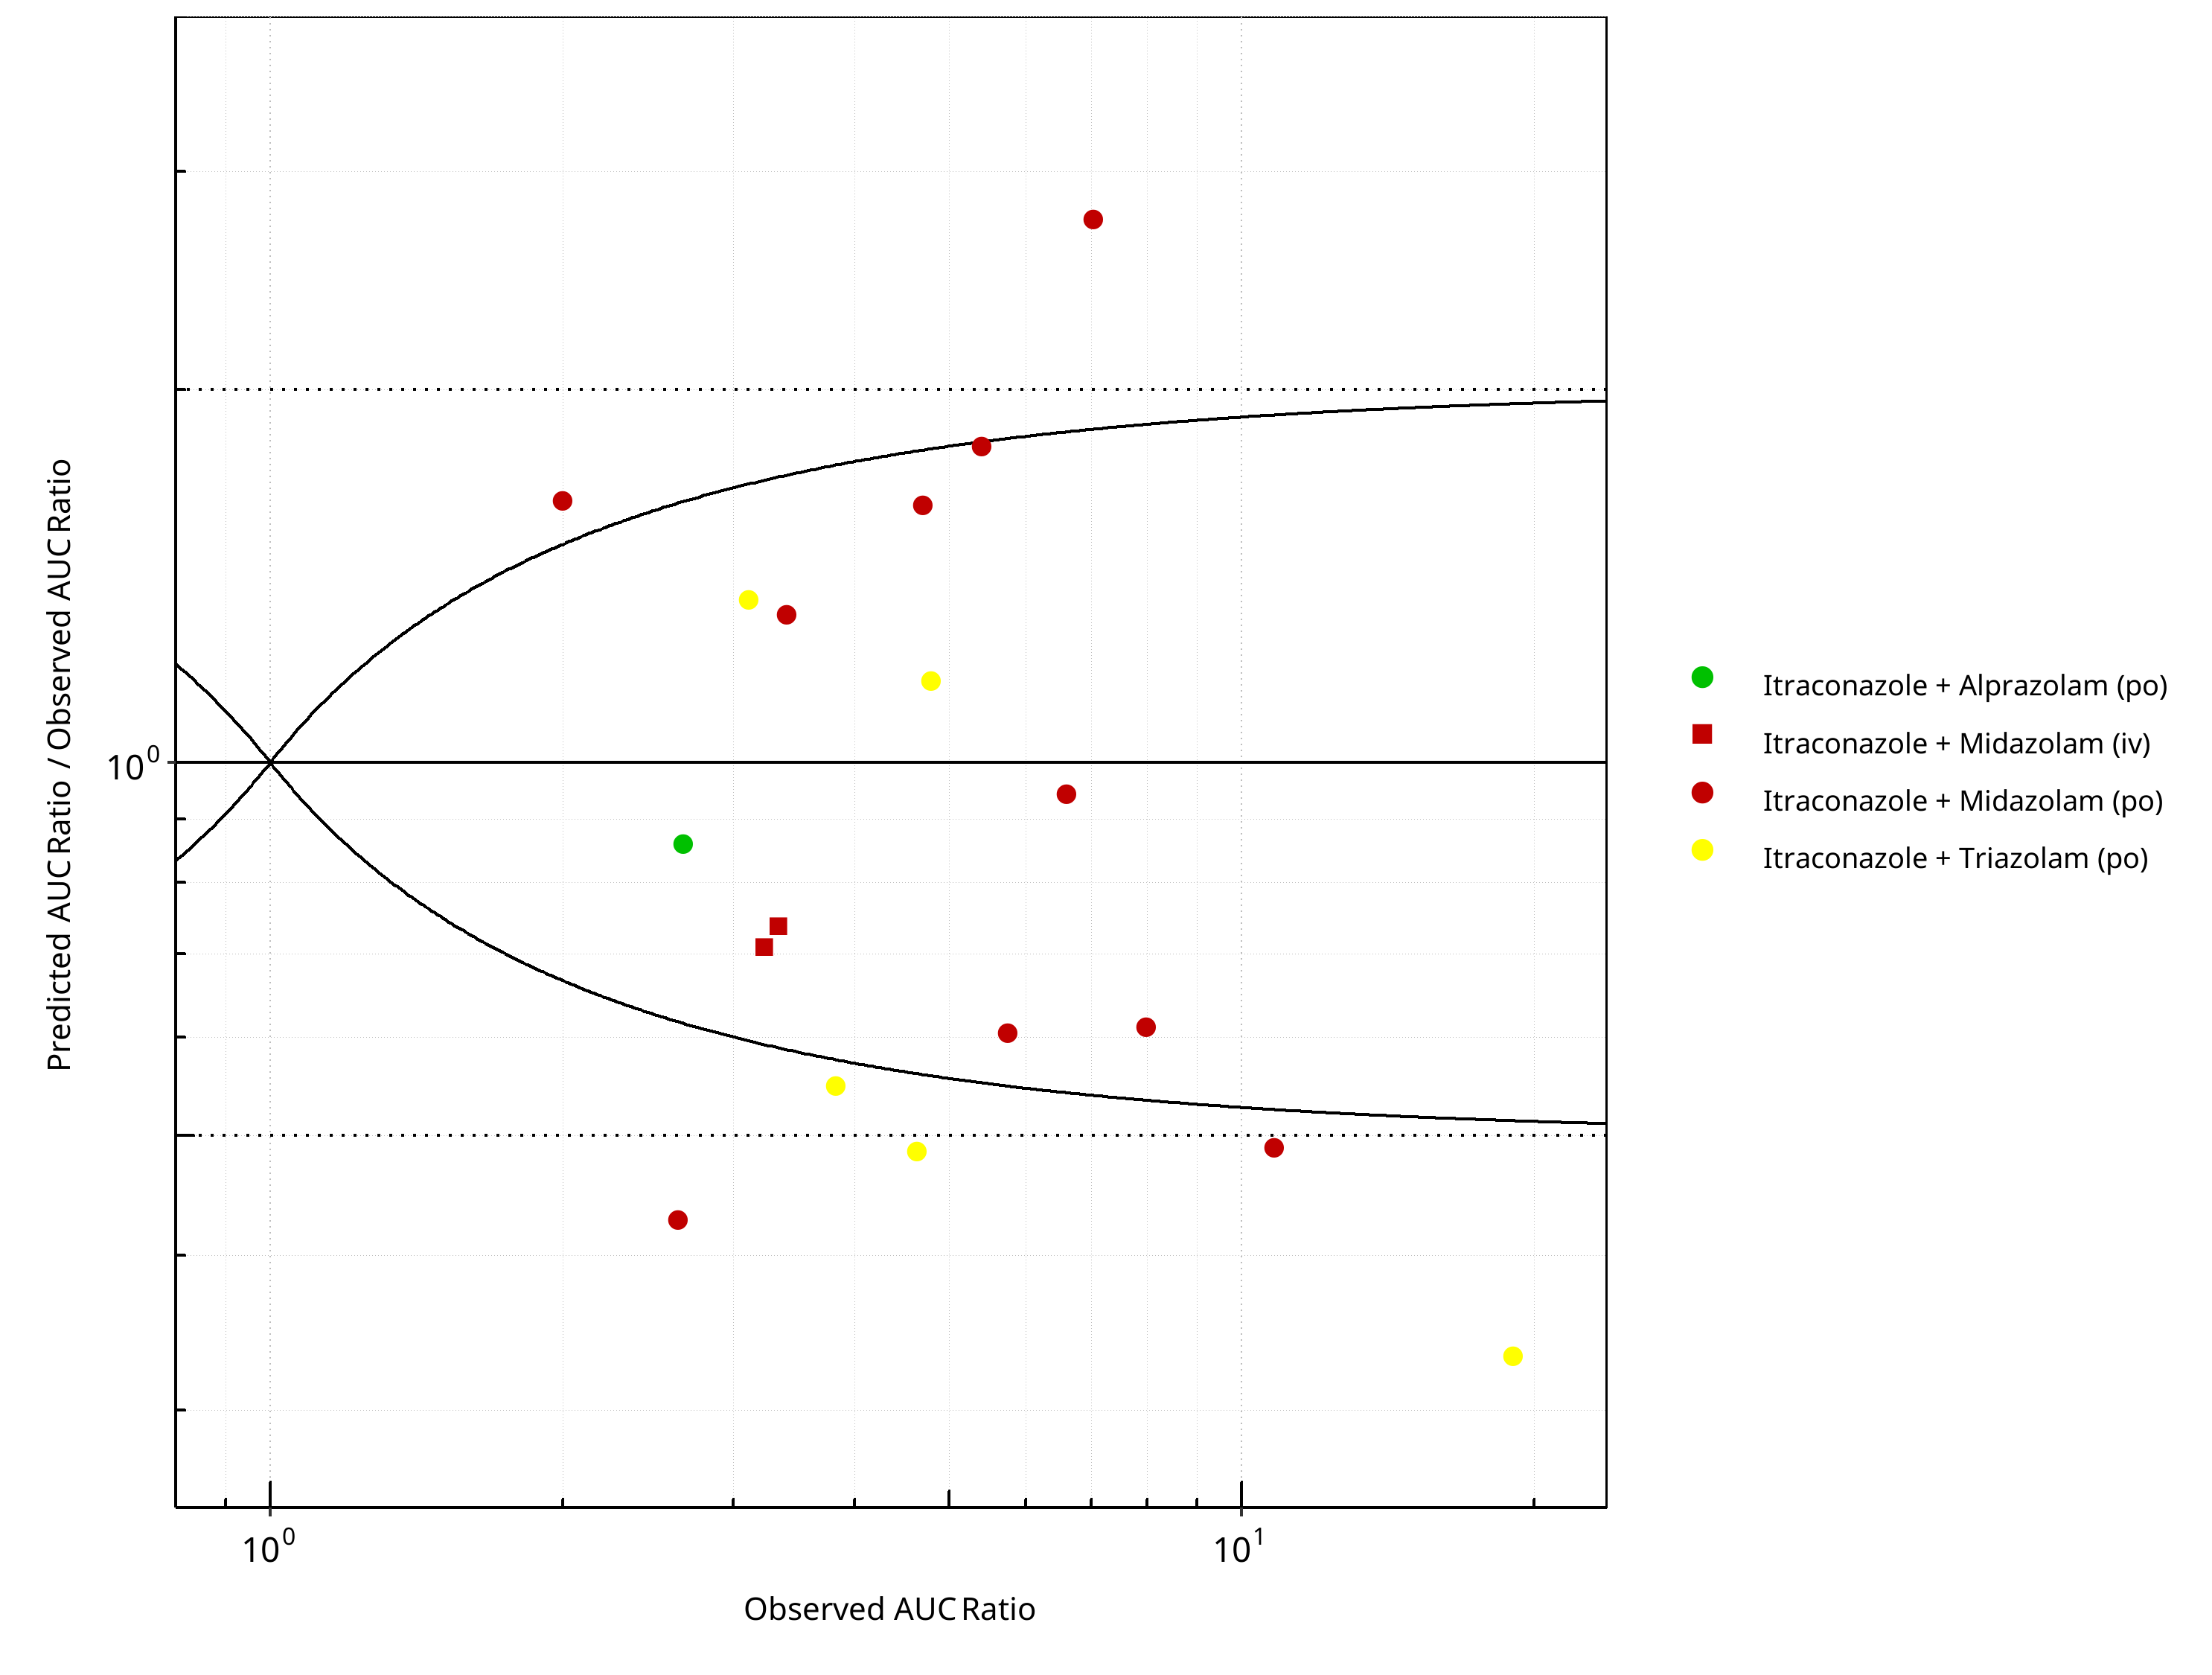 Predicted AUC Ratio / Observed AUC Ratio
10⁰
10⁰
10¹
Observed AUC Ratio
Itraconazole + Alprazolam (po)
Itraconazole + Midazolam (iv)
Itraconazole + Midazolam (po)
Itraconazole + Triazolam (po)